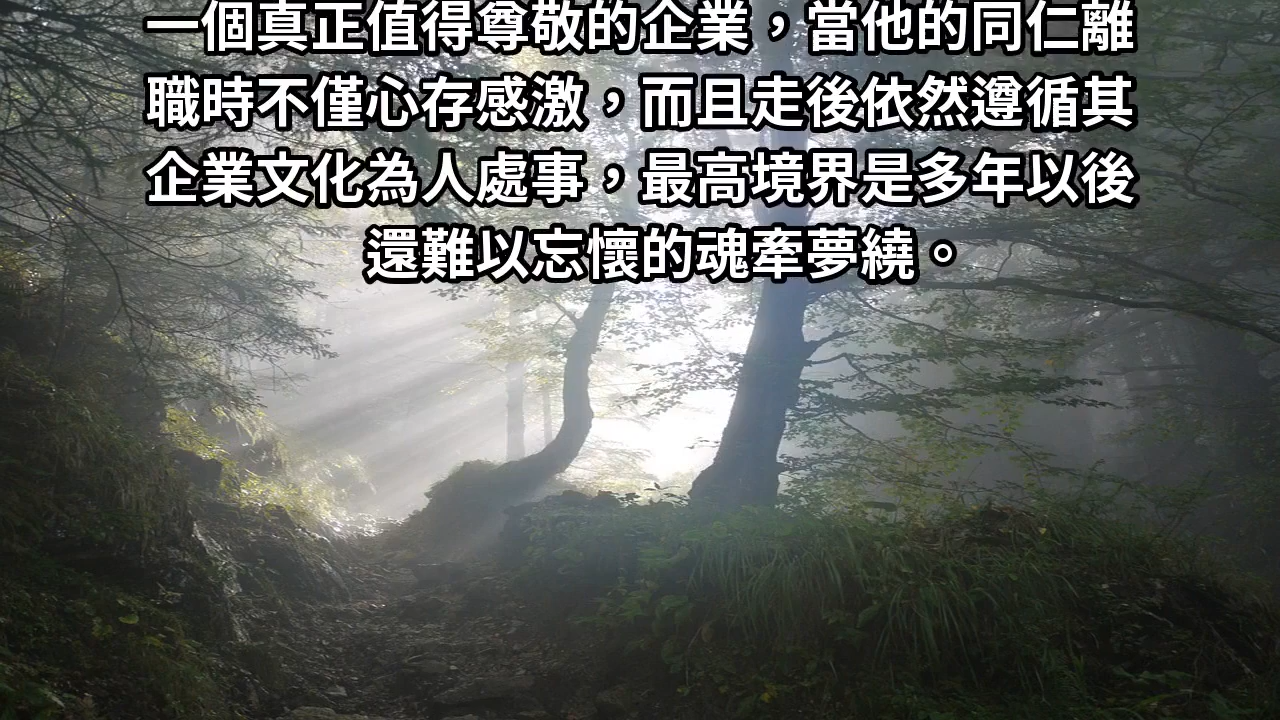 一個真正值得尊敬的企業，當他的同仁離
職時不僅心存感激，而且走後依然遵循其
企業文化為人處事，最高境界是多年以後
還難以忘懷的魂牽夢繞。